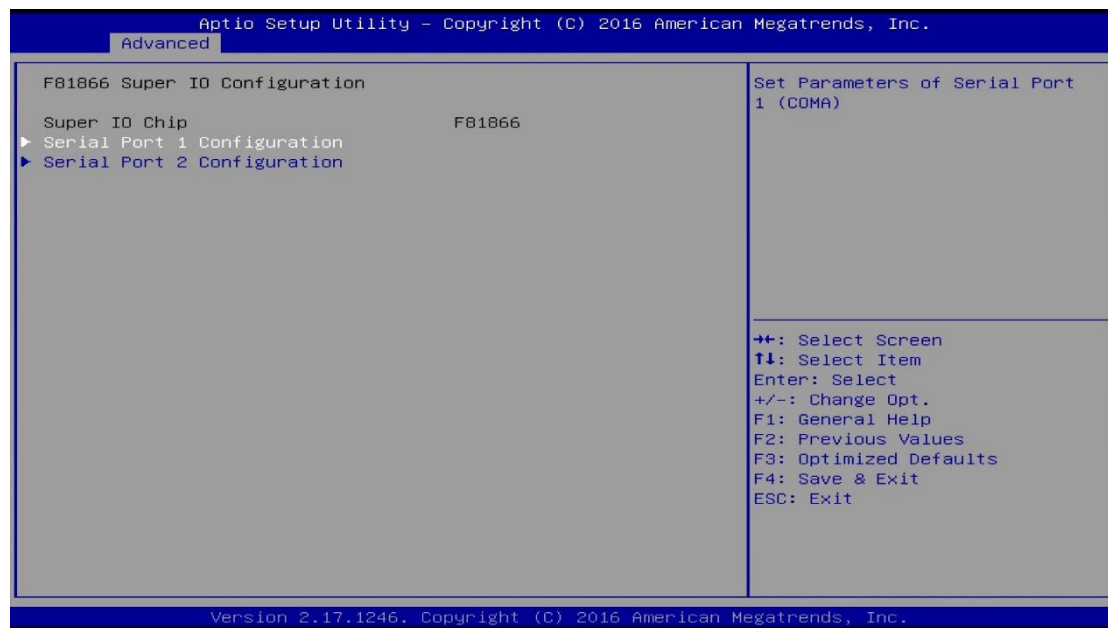 Aptio Setup Utility – Copyright (C) 2016 American Megatrends, Inc.
Advanced
F81866 Super IO Configuration
Super IO Chip F81866
▶ Serial Port 1 Configuration
▶ Serial Port 2 Configuration
Set Parameters of Serial Port
1 (COMA)
→←: Select Screen
↑↓: Select Item
Enter: Select
+/-: Change Opt.
F1: General Help
F2: Previous Values
F3: Optimized Defaults
F4: Save & Exit
ESC: Exit
Version 2.17.1246. Copyright (C) 2016 American Megatrends, Inc.